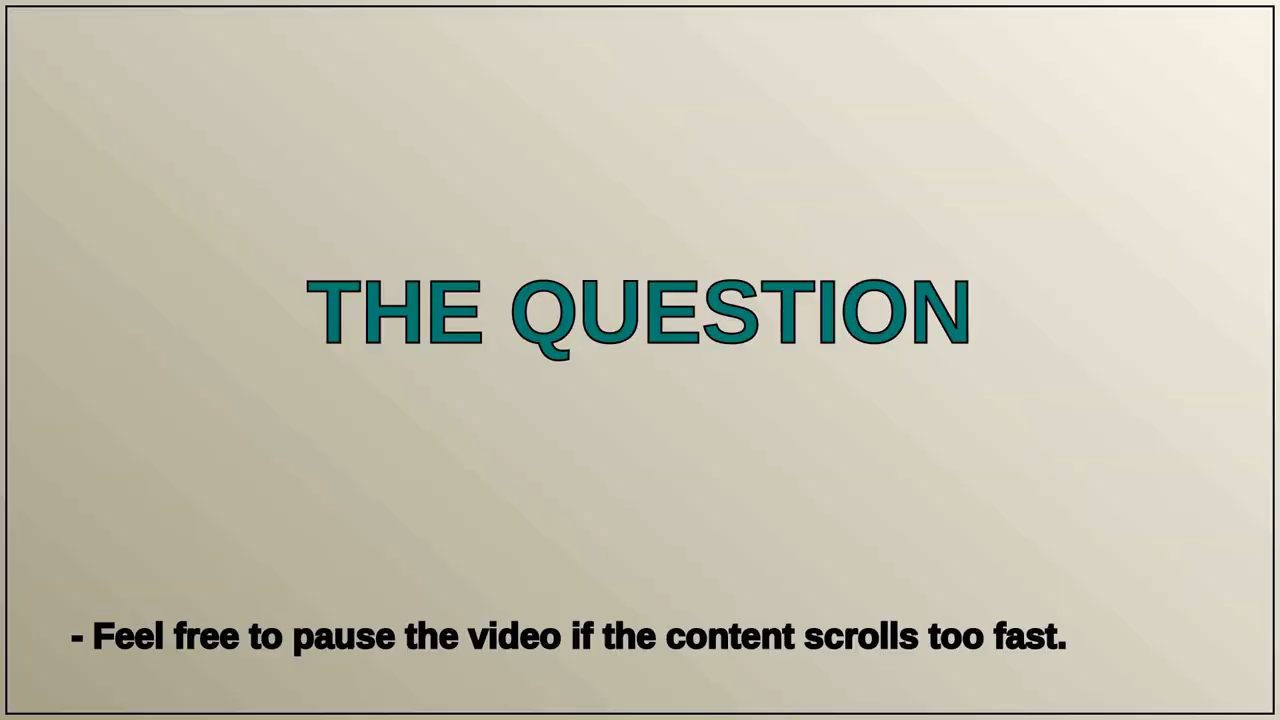 THE QUESTION
- Feel free to pause the video if the content scrolls too fast.